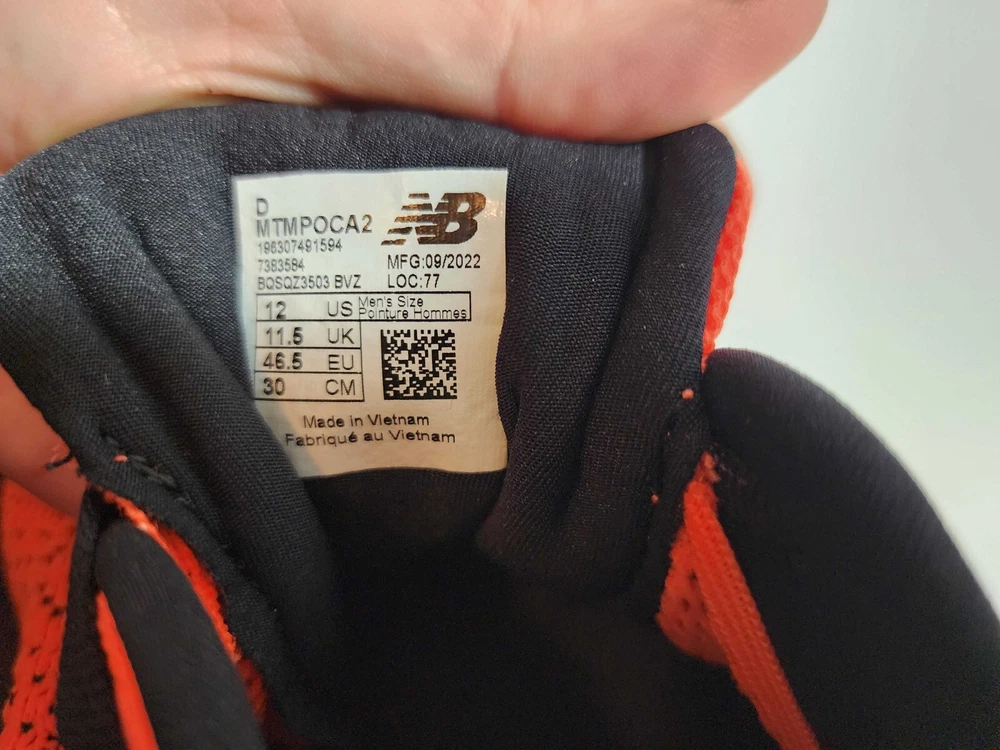 D
MTMPOCA2
NB
196307491594
7383584
MFG:09/2022
BQSQZ3503 BVZ
LOC:77
12 US Men's Size
Pointure Hommes
11.5 UK
46.5 EU
30 CM
Made in Vietnam
Fabriqué au Vietnam